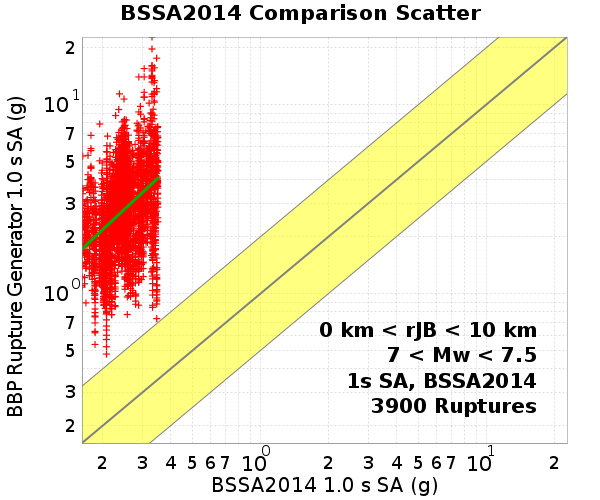 BSSA2014 Comparison Scatter
BBP Rupture Generator 1.0 s SA (g)
2
10^1
7
5
3
2
10^0
7
5
3
2
0 km < rJB < 10 km
7 < Mw < 7.5
1s SA, BSSA2014
3900 Ruptures
2 3 4 5 6 7 10^0 2 3 4 5 6 7 10^1 2
BSSA2014 1.0 s SA (g)